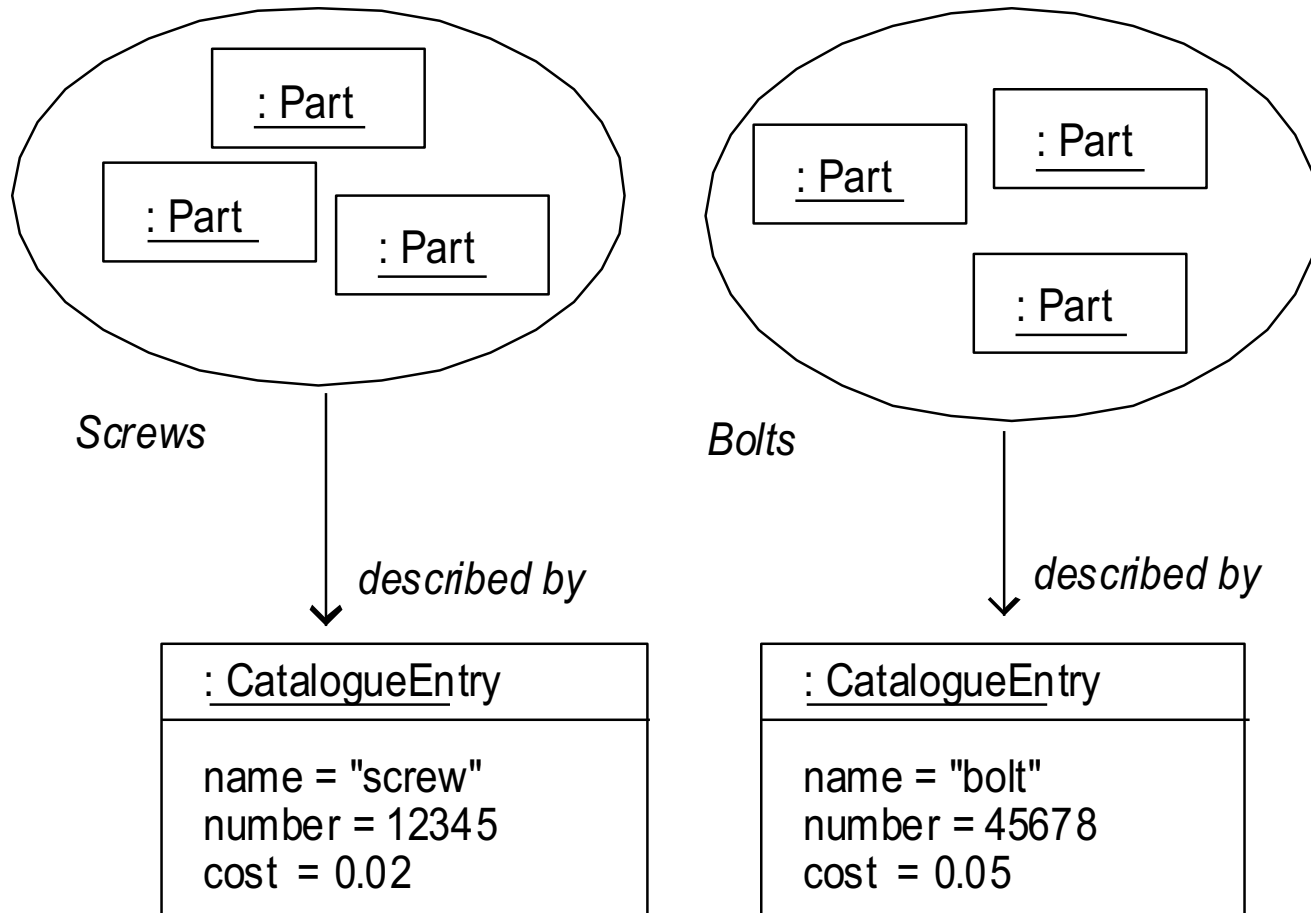 : Part
: Part
: Part
Screws
described by
: CatalogueEntry
name = "screw"
number = 12345
cost = 0.02
: Part
: Part
: Part
Bolts
described by
: CatalogueEntry
name = "bolt"
number = 45678
cost = 0.05